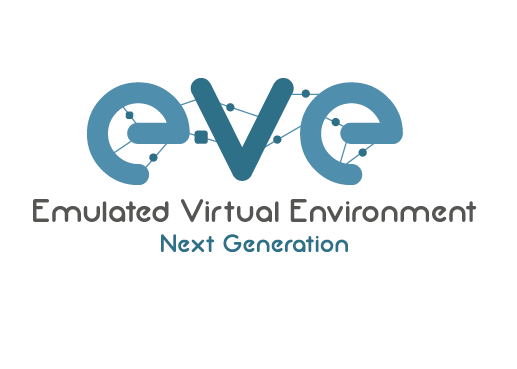 eve
Emulated Virtual Environment
Next Generation